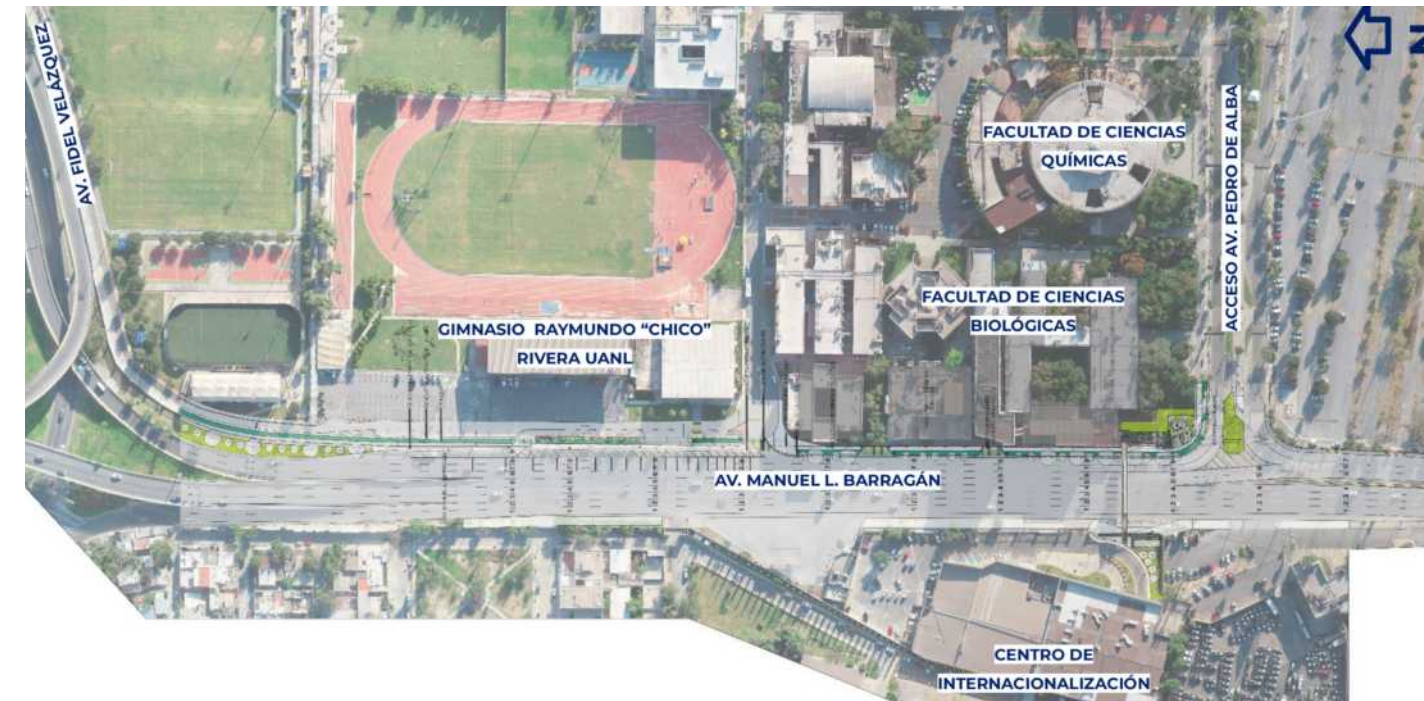 AV. FIDEL VELÁZQUEZ
N
FACULTAD DE CIENCIAS
QUÍMICAS
ACCESO AV. PEDRO DE ALBA
FACULTAD DE CIENCIAS
BIOLÓGICAS
GIMNASIO RAYMUNDO “CHICO”
RIVERA UANL
AV. MANUEL L. BARRAGÁN
CENTRO DE
INTERNACIONALIZACIÓN